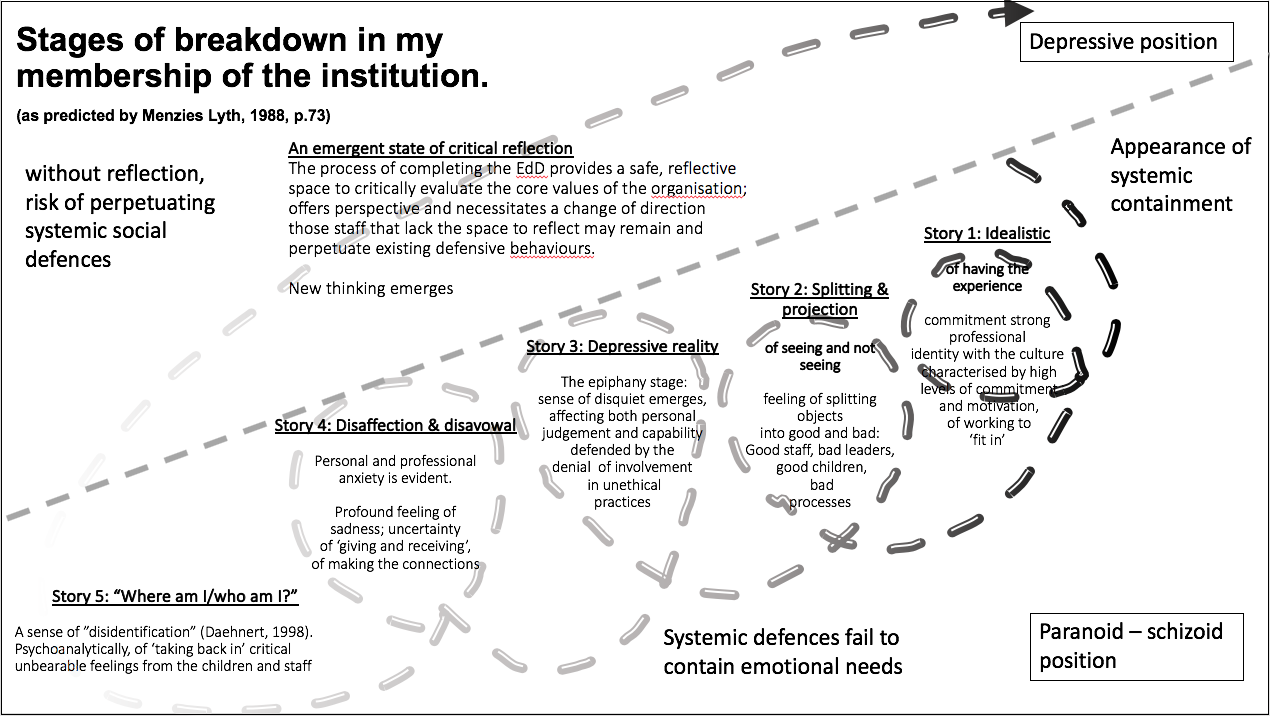 Stages of breakdown in my
membership of the institution.
(as predicted by Menzies Lyth, 1988, p.73)
Depressive position
without reflection,
risk of perpetuating
systemic social
defences
An emergent state of critical reflection
The process of completing the EdD provides a safe, reflective
space to critically evaluate the core values of the organisation;
offers perspective and necessitates a change of direction
those staff that lack the space to reflect may remain and
perpetuate existing defensive behaviours.
New thinking emerges
Appearance of
systemic
containment
Story 1: Idealistic
of having the
experience
commitment strong
professional
identity with the culture
characterised by high
levels of commitment
and motivation,
of working to
‘fit in’
Story 2: Splitting &
projection
of seeing and not
seeing
feeling of splitting
objects
into good and bad:
Good staff, bad leaders,
good children,
bad
processes
Story 3: Depressive reality
The epiphany stage:
sense of disquiet emerges,
affecting both personal
judgement and capability
defended by the
denial of involvement
in unethical
practices
Story 4: Disaffection & disavowal
Personal and professional
anxiety is evident.
Profound feeling of
sadness; uncertainty
of ‘giving and receiving’,
of making the connections
Story 5: “Where am I/who am I?”
A sense of ”disidentification” (Daehnert, 1998).
Psychoanalytically, of ‘taking back in’ critical
unbearable feelings from the children and staff
Systemic defences fail to
contain emotional needs
Paranoid – schizoid
position